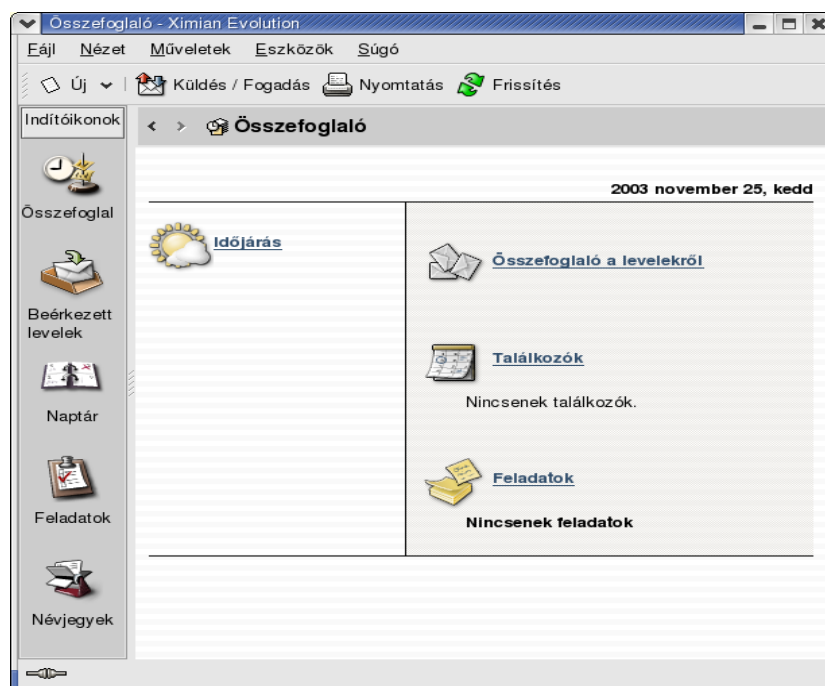 Összefoglaló - Ximian Evolution
Fájl Nézet Műveletek Eszközök Súgó
Új Küldés / Fogadás Nyomtatás Frissítés
Indítóikonok
Összefoglaló
2003 november 25, kedd
Összefoglal
Időjárás
Összefoglaló a levelekről
Beérkezett
levelek
Találkozók
Nincsenek találkozók.
Naptár
Feladatok
Nincsenek feladatok
Feladatok
Névjegyek